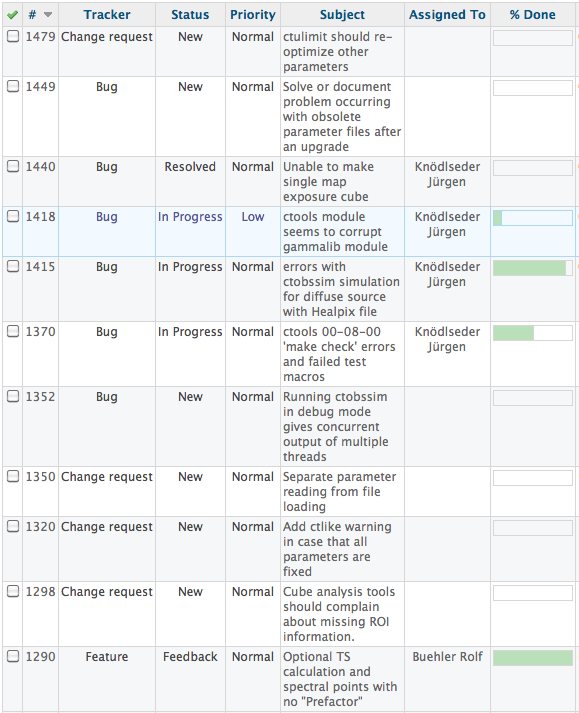 # Tracker Status Priority Subject Assigned To % Done
1479 Change request New Normal ctulimit should re-
optimize other
parameters
1449 Bug New Normal Solve or document
problem occurring
with obsolete
parameter files after
an upgrade
1440 Bug Resolved Normal Unable to make Knödlseder
single map Jürgen
exposure cube
1418 Bug In Progress Low ctools module Knödlseder
seems to corrupt Jürgen
gammalib module
1415 Bug In Progress Normal errors with Knödlseder
ctobssim simulation Jürgen
for diffuse source
with Healpix file
1370 Bug In Progress Normal ctools 00-08-00 Knödlseder
'make check' errors Jürgen
and failed test
macros
1352 Bug New Normal Running ctobssim
in debug mode
gives concurrent
output of multiple
threads
1350 Change request New Normal Separate parameter
reading from file
loading
1320 Change request New Normal Add ctlike warning
in case that all
parameters are
fixed
1298 Change request New Normal Cube analysis tools
should complain
about missing ROI
information.
1290 Feature Feedback Normal Optional TS Buehler Rolf
calculation and
spectral points with
no "Prefactor"